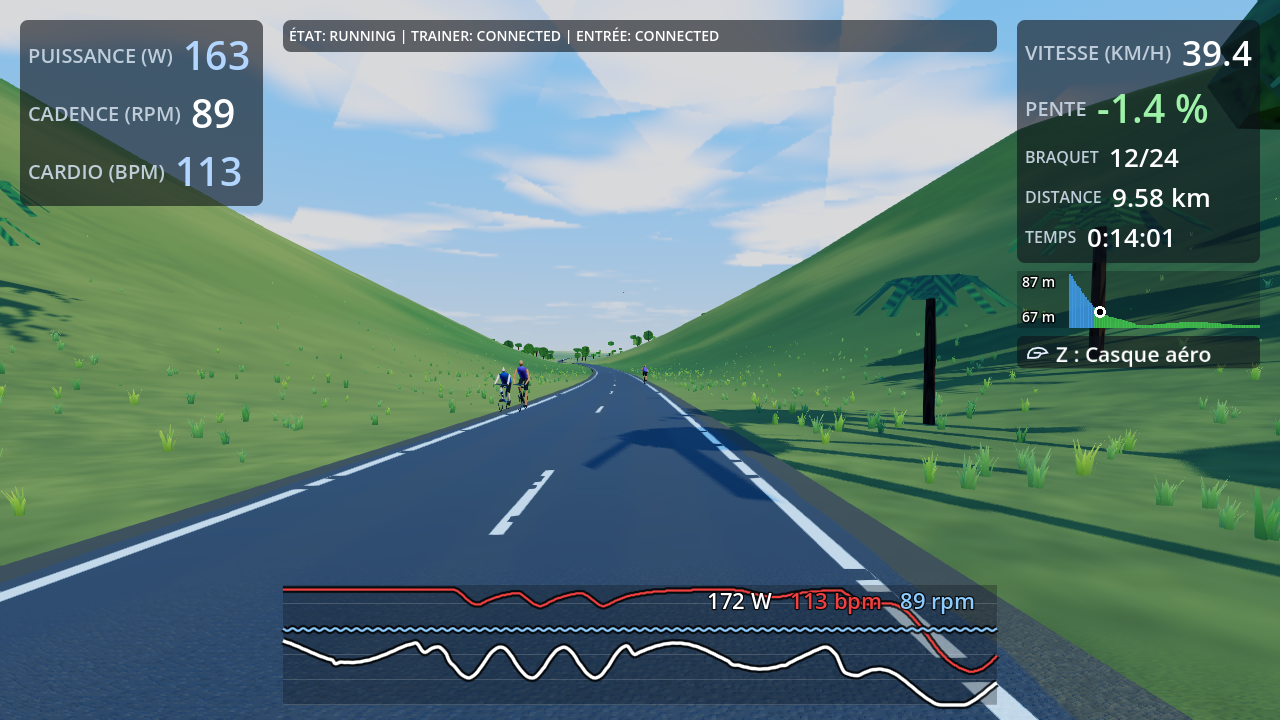 PUISSANCE (W) 163
CADENCE (RPM) 89
CARDIO (BPM) 113
ÉTAT: RUNNING | TRAINER: CONNECTED | ENTRÉE: CONNECTED
VITESSE (KM/H) 39.4
PENTE -1.4 %
BRAQUET 12/24
DISTANCE 9.58 km
TEMPS 0:14:01
87 m
67 m
Z : Casque aéro
172 W 113 bpm 89 rpm